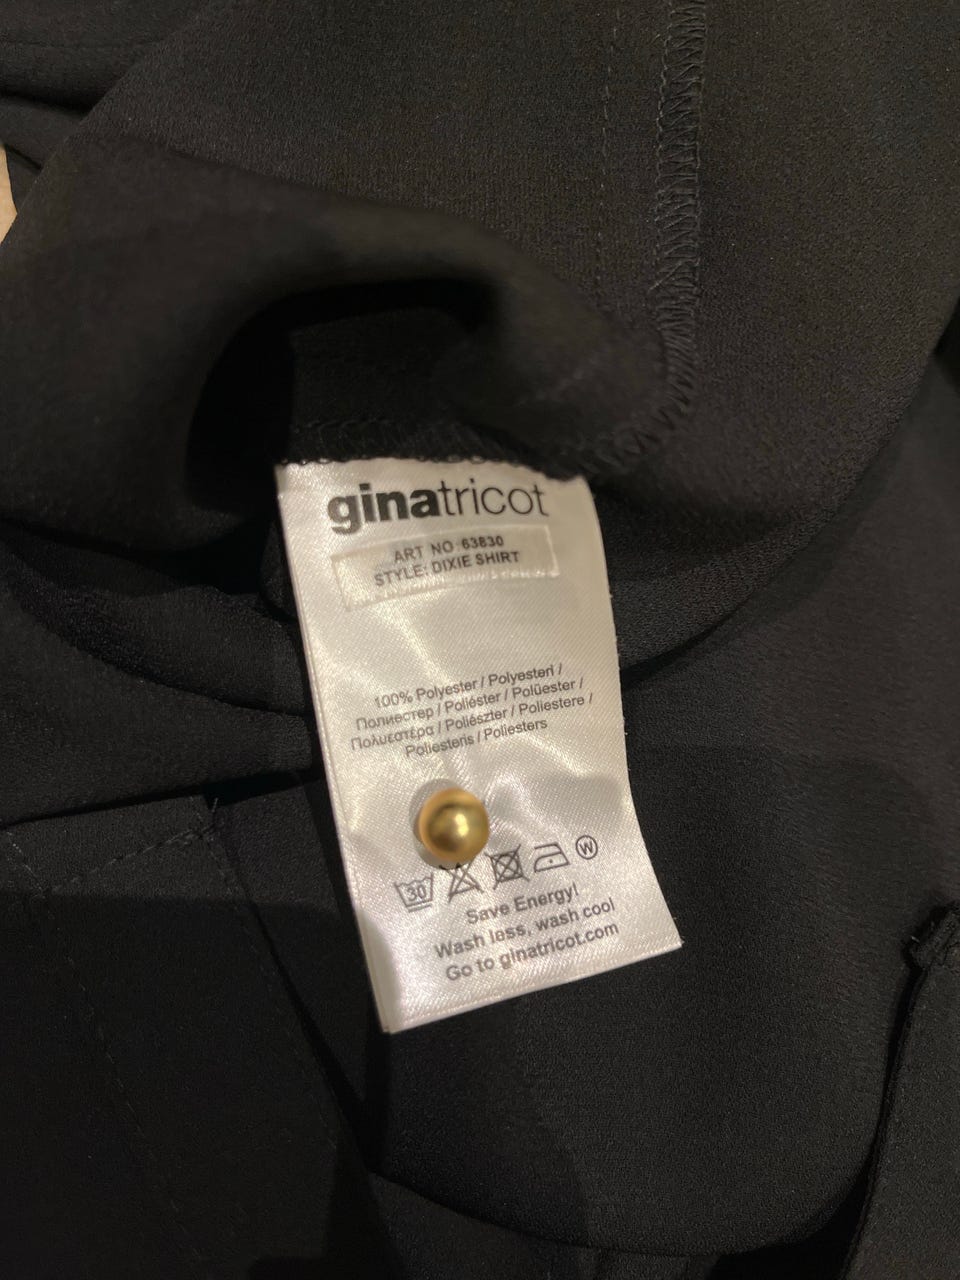 ginatricot
ART NO: 63830
STYLE: DIXIE SHIRT
100% Polyester / Polyesteri /
Полиестер / Poliéster / Polüester /
Πολυεστέρα / Poliészter / Poliestere /
Poliesteris / Poliesters
30
W
Save Energy!
Wash less, wash cool
Go to ginatricot.com